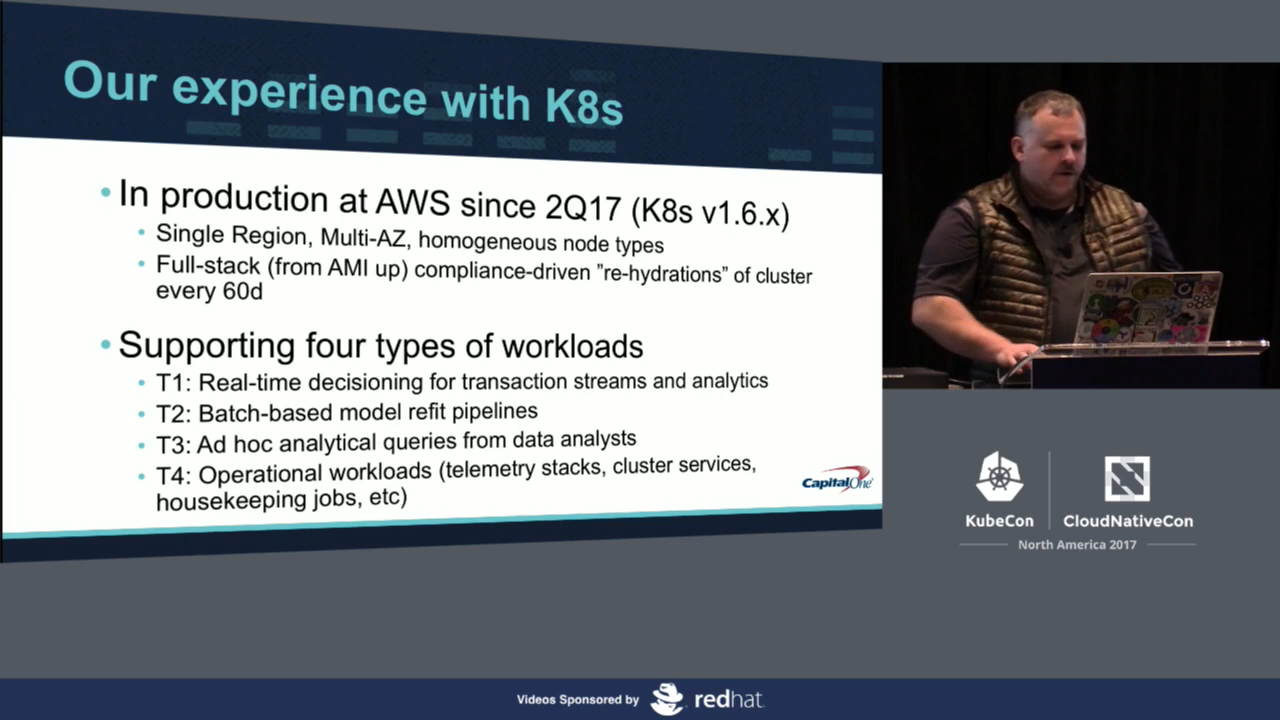 Our experience with K8s
• In production at AWS since 2Q17 (K8s v1.6.x)
• Single Region, Multi-AZ, homogeneous node types
• Full-stack (from AMI up) compliance-driven ”re-hydrations” of cluster
every 60d
• Supporting four types of workloads
• T1: Real-time decisioning for transaction streams and analytics
• T2: Batch-based model refit pipelines
• T3: Ad hoc analytical queries from data analysts
• T4: Operational workloads (telemetry stacks, cluster services,
housekeeping jobs, etc)
CapitalOne
KubeCon
CloudNativeCon
North America 2017
Videos Sponsored by
redhat